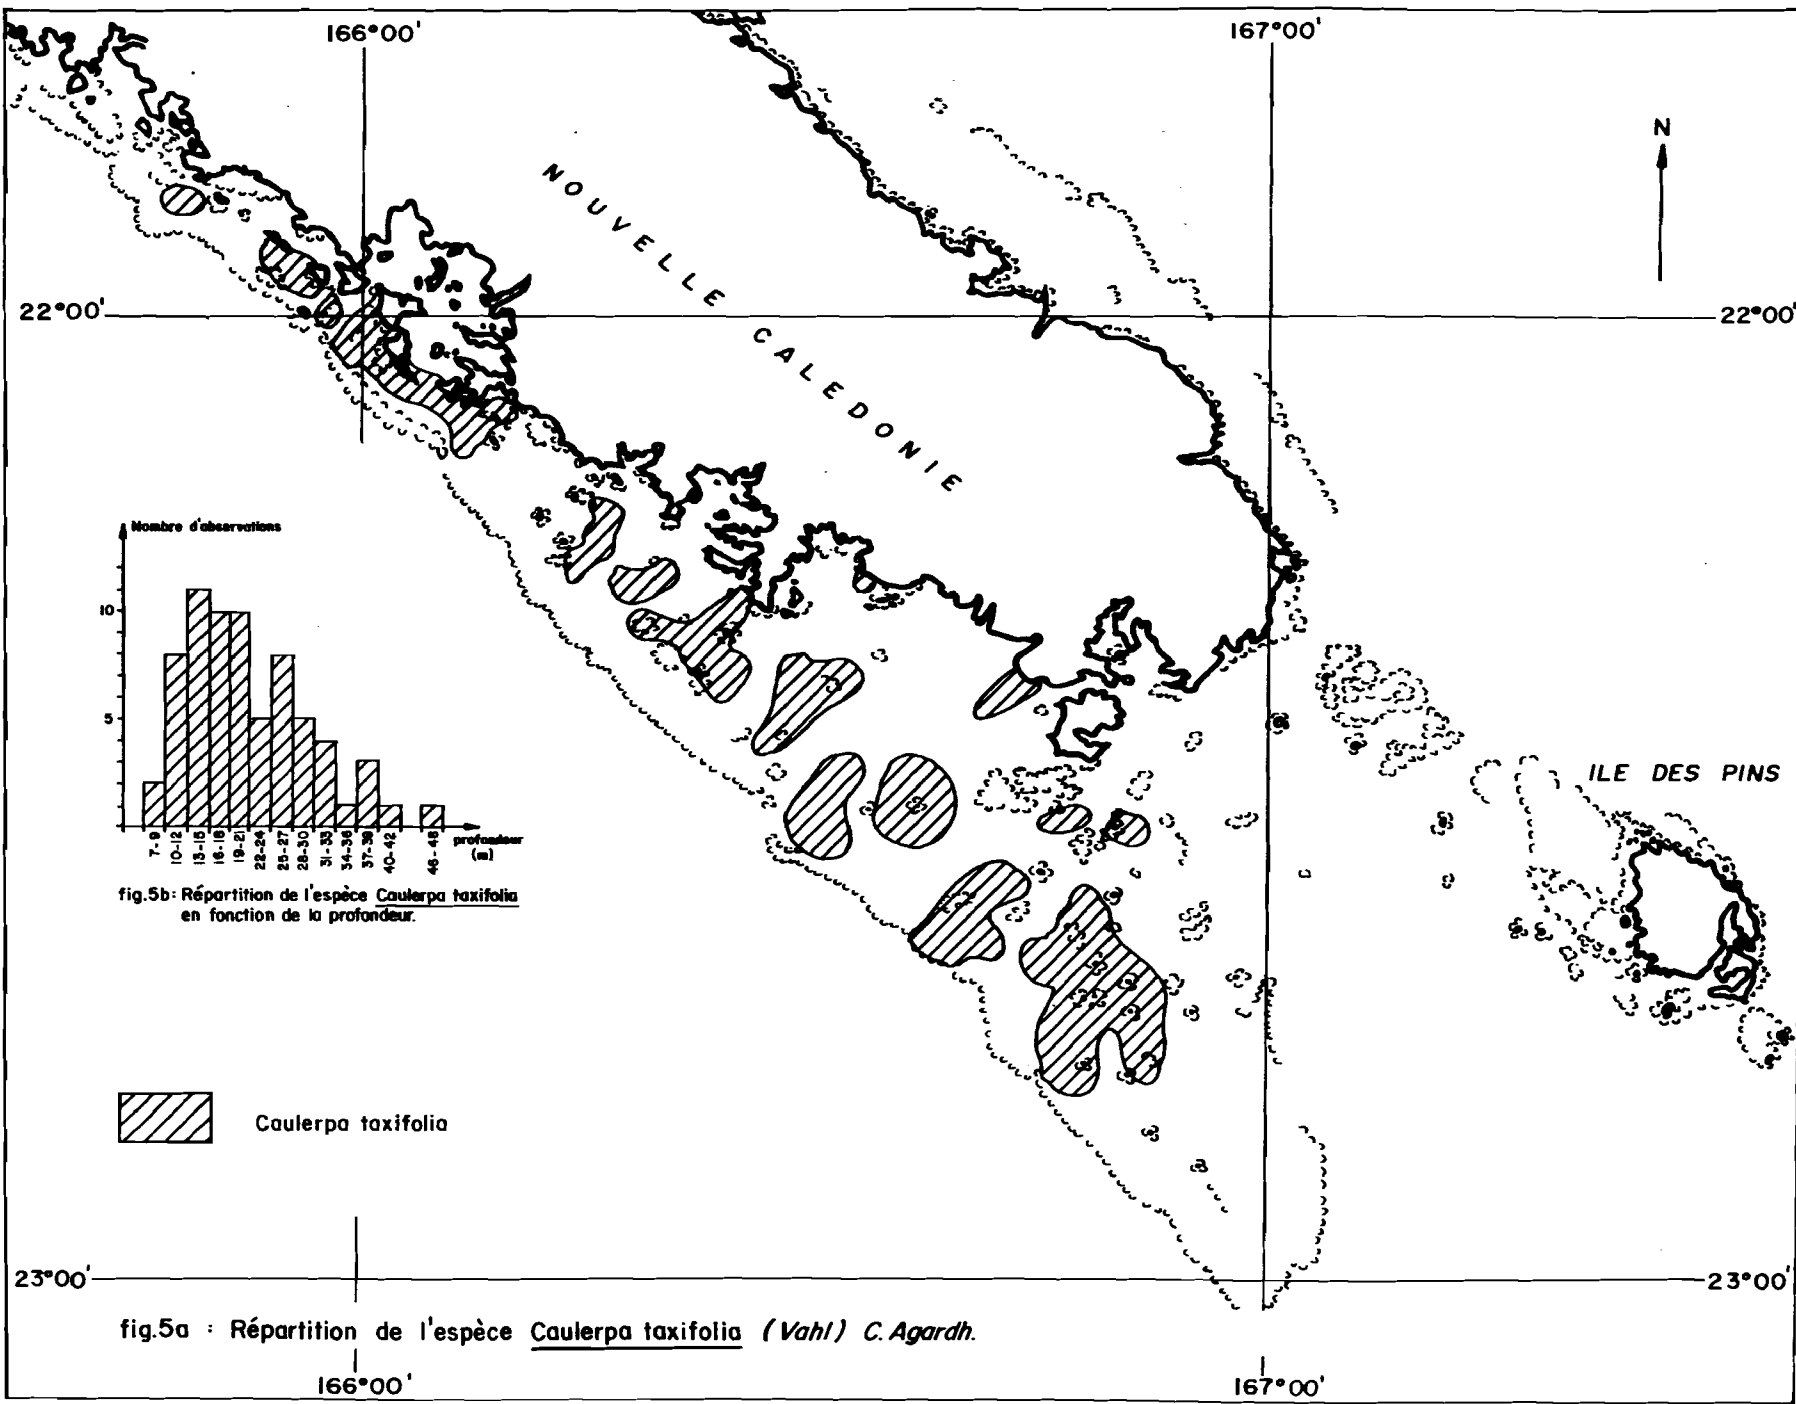 166°00'
167°00'
N
NOUVELLE CALEDONIE
22°00'
22°00'
Nombre d'observations
10
5
7-9
10-12
13-15
16-18
19-21
22-24
25-27
28-30
31-33
34-36
37-39
40-42
46-48
profondeur
(m)
fig.5b: Répartition de l'espèce Caulerpa taxifolia
en fonction de la profondeur.
ILE DES PINS
Caulerpa taxifolia
23°00'
23°00'
fig.5a : Répartition de l'espèce Caulerpa taxifolia (Vahl) C. Agardh.
166°00'
167°00'